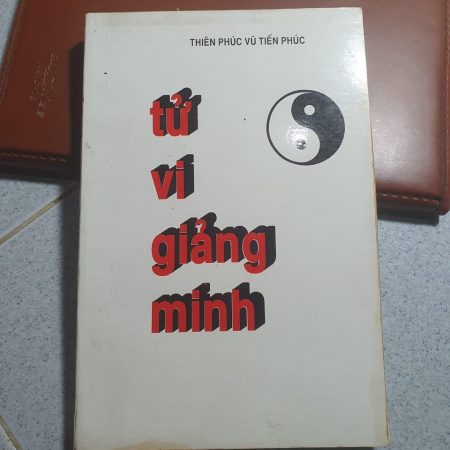 THIÊN PHÚC VŨ TIẾN PHÚC
tử
vi
giảng
minh